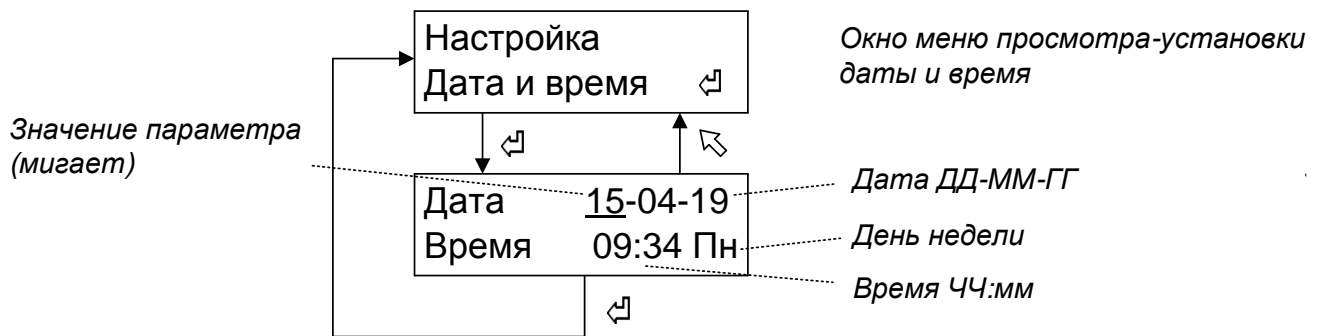 Настройка
Дата и время ⏎
Окно меню просмотра-установки
даты и время
Значение параметра
(мигает)
⏎
Дата 15-04-19
Время 09:34 Пн
Дата ДД-ММ-ГГ
День недели
Время ЧЧ:мм
⏎